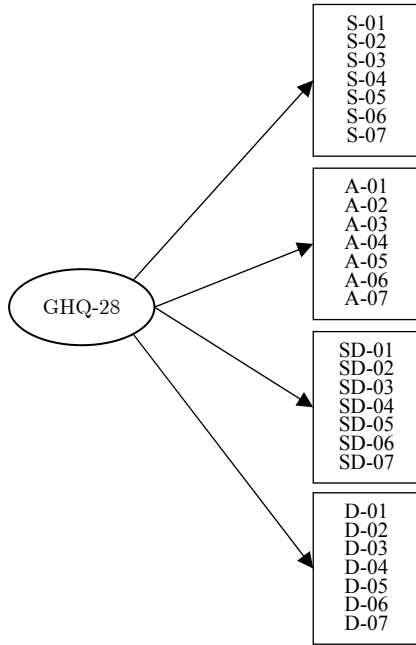 S-01
S-02
S-03
S-04
S-05
S-06
S-07
A-01
A-02
A-03
A-04
A-05
A-06
A-07
GHQ-28
SD-01
SD-02
SD-03
SD-04
SD-05
SD-06
SD-07
D-01
D-02
D-03
D-04
D-05
D-06
D-07